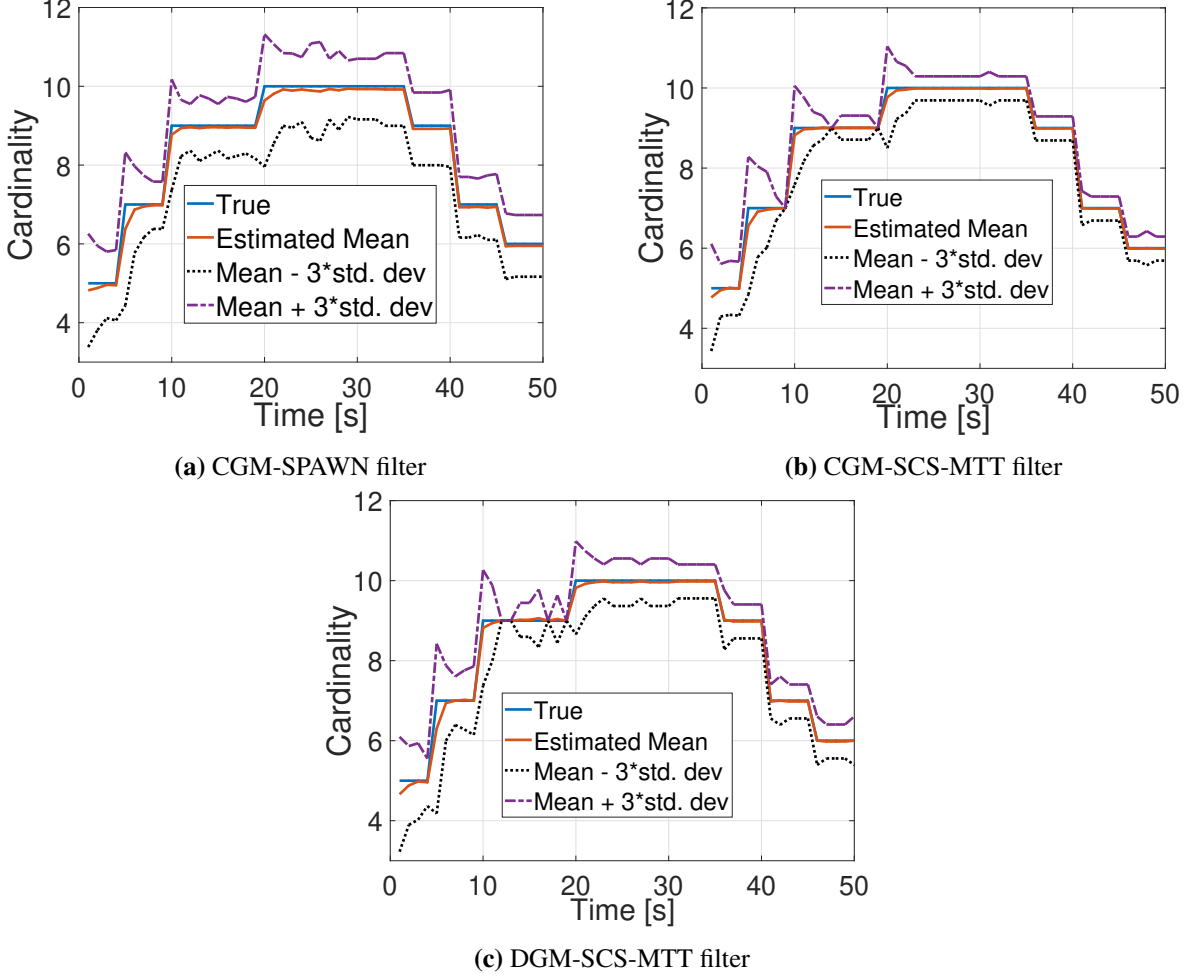 12
10
8
6
4
Cardinality
0
10
20
30
40
50
Time [s]
True
Estimated Mean
Mean - 3*std. dev
Mean + 3*std. dev
(a) CGM-SPAWN filter
12
10
8
6
4
Cardinality
0
10
20
30
40
50
Time [s]
True
Estimated Mean
Mean - 3*std. dev
Mean + 3*std. dev
(b) CGM-SCS-MTT filter
12
10
8
6
4
Cardinality
0
10
20
30
40
50
Time [s]
True
Estimated Mean
Mean - 3*std. dev
Mean + 3*std. dev
(c) DGM-SCS-MTT filter